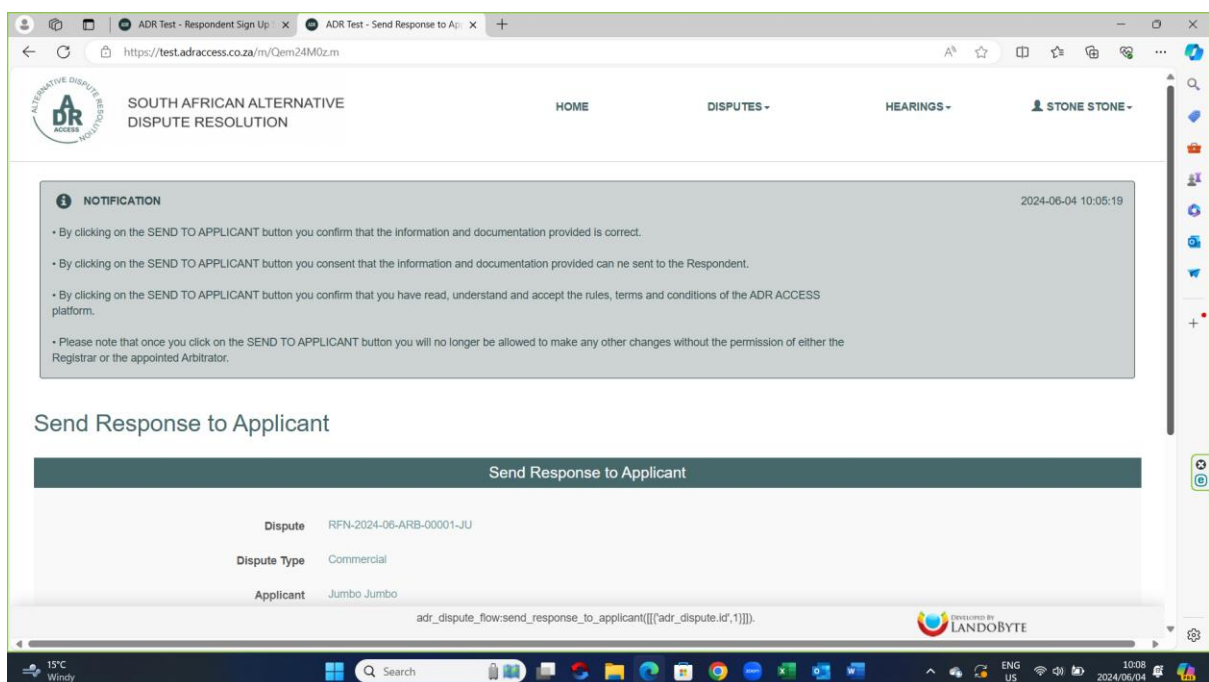 ADR Test - Respondent Sign Up
ADR Test - Send Response to Ap
https://test.adraccess.co.za/m/Qem24M0z.m
ALTERNATIVE DISPUTE RESOLUTION
ADR
ACCESS
SOUTH AFRICAN ALTERNATIVE
DISPUTE RESOLUTION
HOME
DISPUTES
HEARINGS
STONE STONE
NOTIFICATION
2024-06-04 10:05:19
• By clicking on the SEND TO APPLICANT button you confirm that the information and documentation provided is correct.
• By clicking on the SEND TO APPLICANT button you consent that the information and documentation provided can ne sent to the Respondent.
• By clicking on the SEND TO APPLICANT button you confirm that you have read, understand and accept the rules, terms and conditions of the ADR ACCESS
platform.
• Please note that once you click on the SEND TO APPLICANT button you will no longer be allowed to make any other changes without the permission of either the
Registrar or the appointed Arbitrator.
Send Response to Applicant
Send Response to Applicant
Dispute RFN-2024-06-ARB-00001-JU
Dispute Type Commercial
Applicant Jumbo Jumbo
adr_dispute_flow:send_response_to_applicant([[{'adr_dispute.id',1}]]).
DEVELOPED BY
LANDOBYTE
15°C
Windy
Search
ENG
US
10:08
2024/06/04